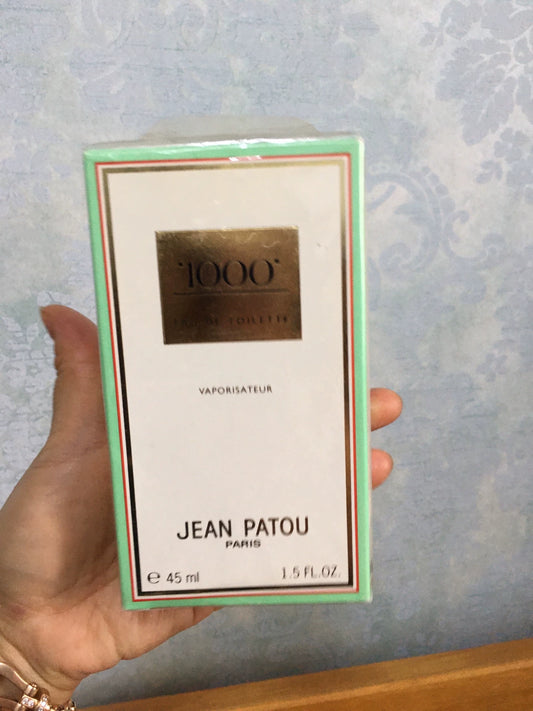 '1000'
EAU DE TOILETTE
VAPORISATEUR
JEAN PATOU
PARIS
℮ 45 ml 1.5 FL.OZ.